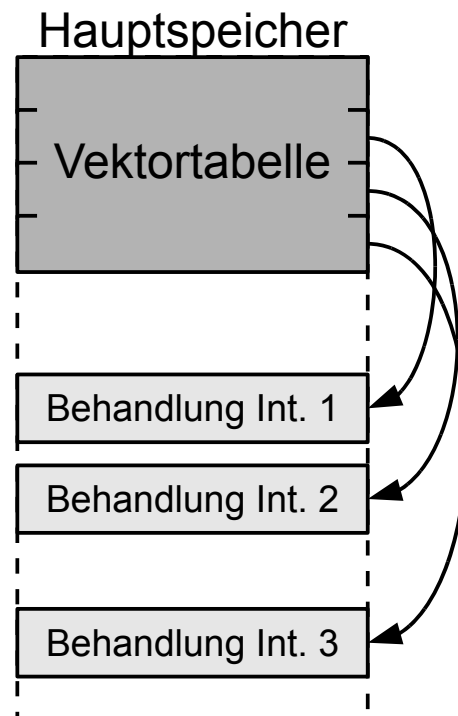 Hauptspeicher
Vektortabelle
Behandlung Int. 1
Behandlung Int. 2
Behandlung Int. 3